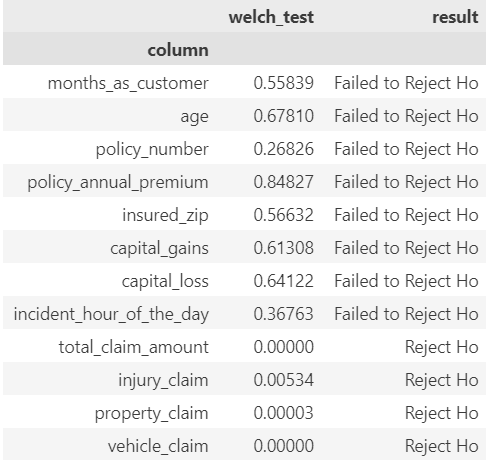 welch_test result
column
months_as_customer 0.55839 Failed to Reject Ho
age 0.67810 Failed to Reject Ho
policy_number 0.26826 Failed to Reject Ho
policy_annual_premium 0.84827 Failed to Reject Ho
insured_zip 0.56632 Failed to Reject Ho
capital_gains 0.61308 Failed to Reject Ho
capital_loss 0.64122 Failed to Reject Ho
incident_hour_of_the_day 0.36763 Failed to Reject Ho
total_claim_amount 0.00000 Reject Ho
injury_claim 0.00534 Reject Ho
property_claim 0.00003 Reject Ho
vehicle_claim 0.00000 Reject Ho